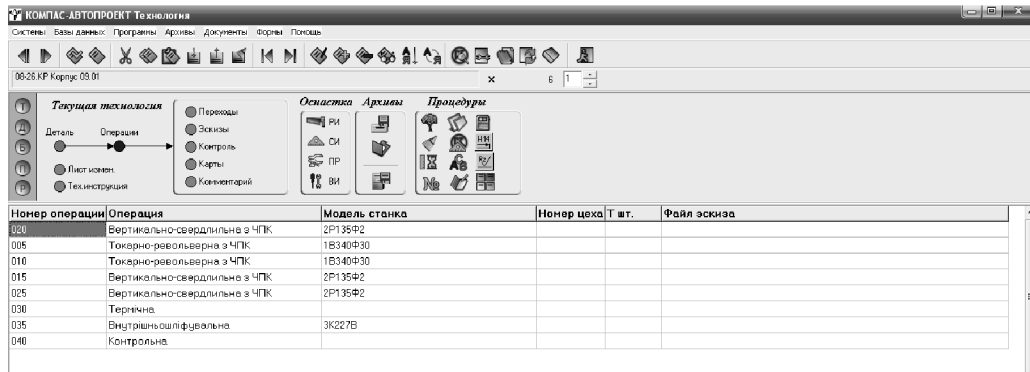 КОМПАС-АВТОПРОЕКТ Технология
Системы Базы данных Программы Архивы Документы Формы Помощь
08-26.КР Корпус 09.01 6 1
Текущая технология
Деталь Операции
Лист измен.
Тех.инструкция
Переходы
Эскизы
Контроль
Карты
Комментарий
Т
Д
Б
П
Р
Оснастка Архивы Процедуры
РИ
СИ
ПР
ВИ
Номер операции Операция Модель станка Номер цеха Т шт. Файл эскиза
020 Вертикально-свердлильна з ЧПК 2Р135Ф2
005 Токарно-револьверна з ЧПК 1В340Ф30
010 Токарно-револьверна з ЧПК 1В340Ф30
015 Вертикально-свердлильна з ЧПК 2Р135Ф2
025 Вертикально-свердлильна з ЧПК 2Р135Ф2
030 Термічна
035 Внутрішньошліфувальна 3К227В
040 Контрольна